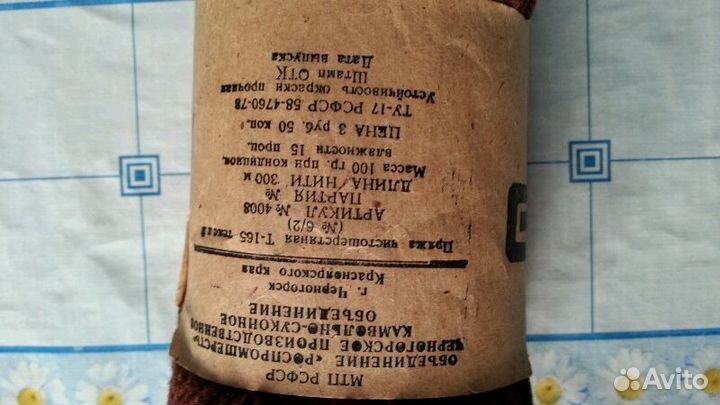 МТП РСФСР
ОБЪЕДИНЕНИЕ «РОСПРОМШЕРСТЬ»
ЧЕРНОГОРСКОЕ ПРОИЗВОДСТВЕННОЕ
КАМВОЛЬНО-СУКОННОЕ
ОБЪЕДИНЕНИЕ
г. Черногорск
Красноярского края
Пряжа чистошерстяная Т-165
(№ 6/2)
АРТИКУЛ № 4008
ПАРТИЯ №
ДЛИНА НИТИ 300 м
Масса 100 гр. при кондицион.
влажности 15 проц.
ЦЕНА 3 руб. 50 коп.
ТУ-17 РСФСР 58-4760-78
Устойчивость окраски прочная
Штамп ОТК
Дата выпуска
Avito